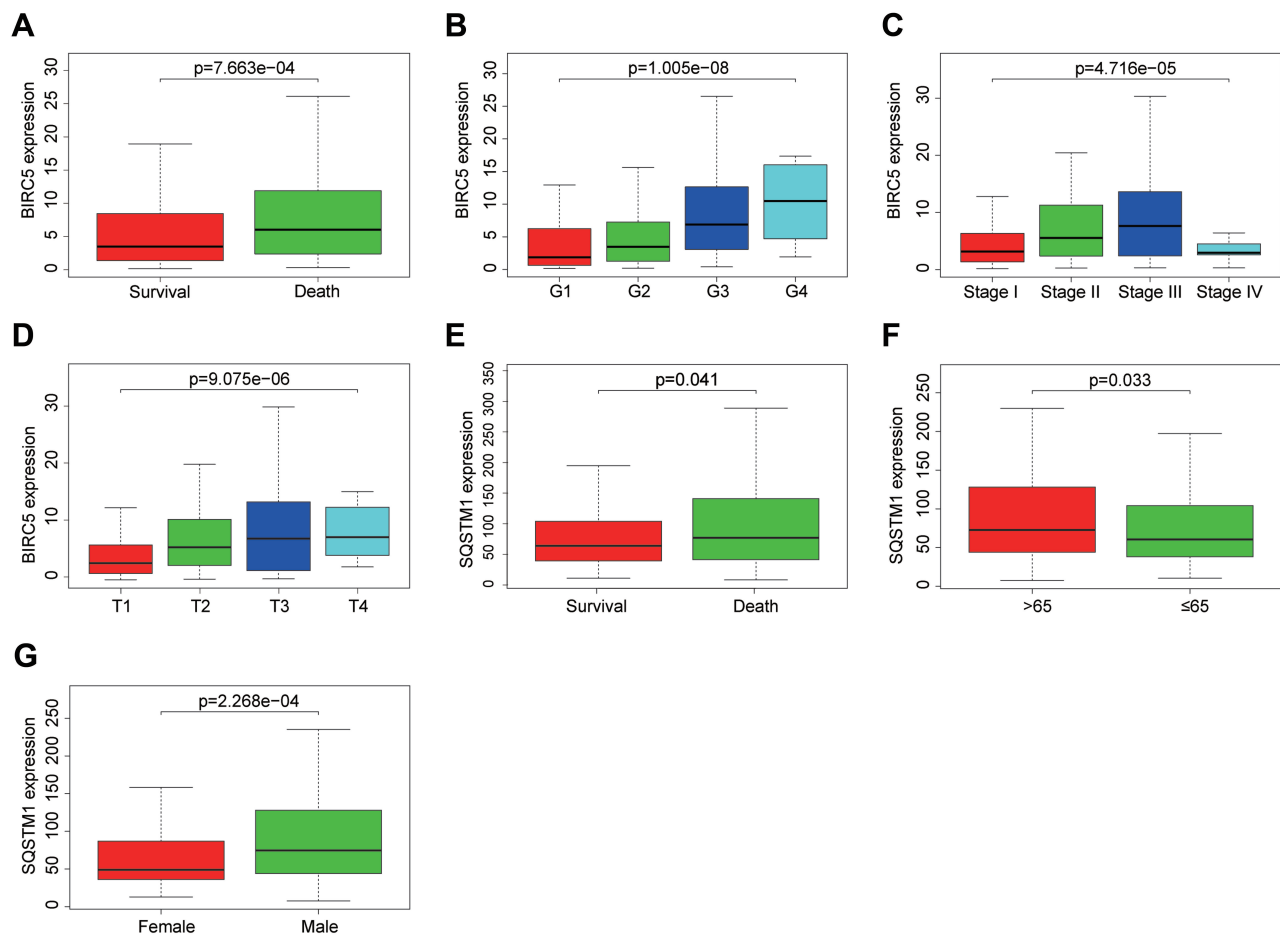 A
p=7.663e−04
BIRC5 expression
30
25
20
15
10
5
0
Survival Death
B
p=1.005e−08
BIRC5 expression
30
25
20
15
10
5
0
G1 G2 G3 G4
C
p=4.716e−05
BIRC5 expression
30
20
10
0
Stage I Stage II Stage III Stage IV
D
p=9.075e−06
BIRC5 expression
30
20
10
0
T1 T2 T3 T4
E
p=0.041
SQSTM1 expression
350
300
250
200
150
100
50
0
Survival Death
F
p=0.033
SQSTM1 expression
250
200
150
100
50
0
>65 ≤65
G
p=2.268e−04
SQSTM1 expression
250
200
150
100
50
0
Female Male